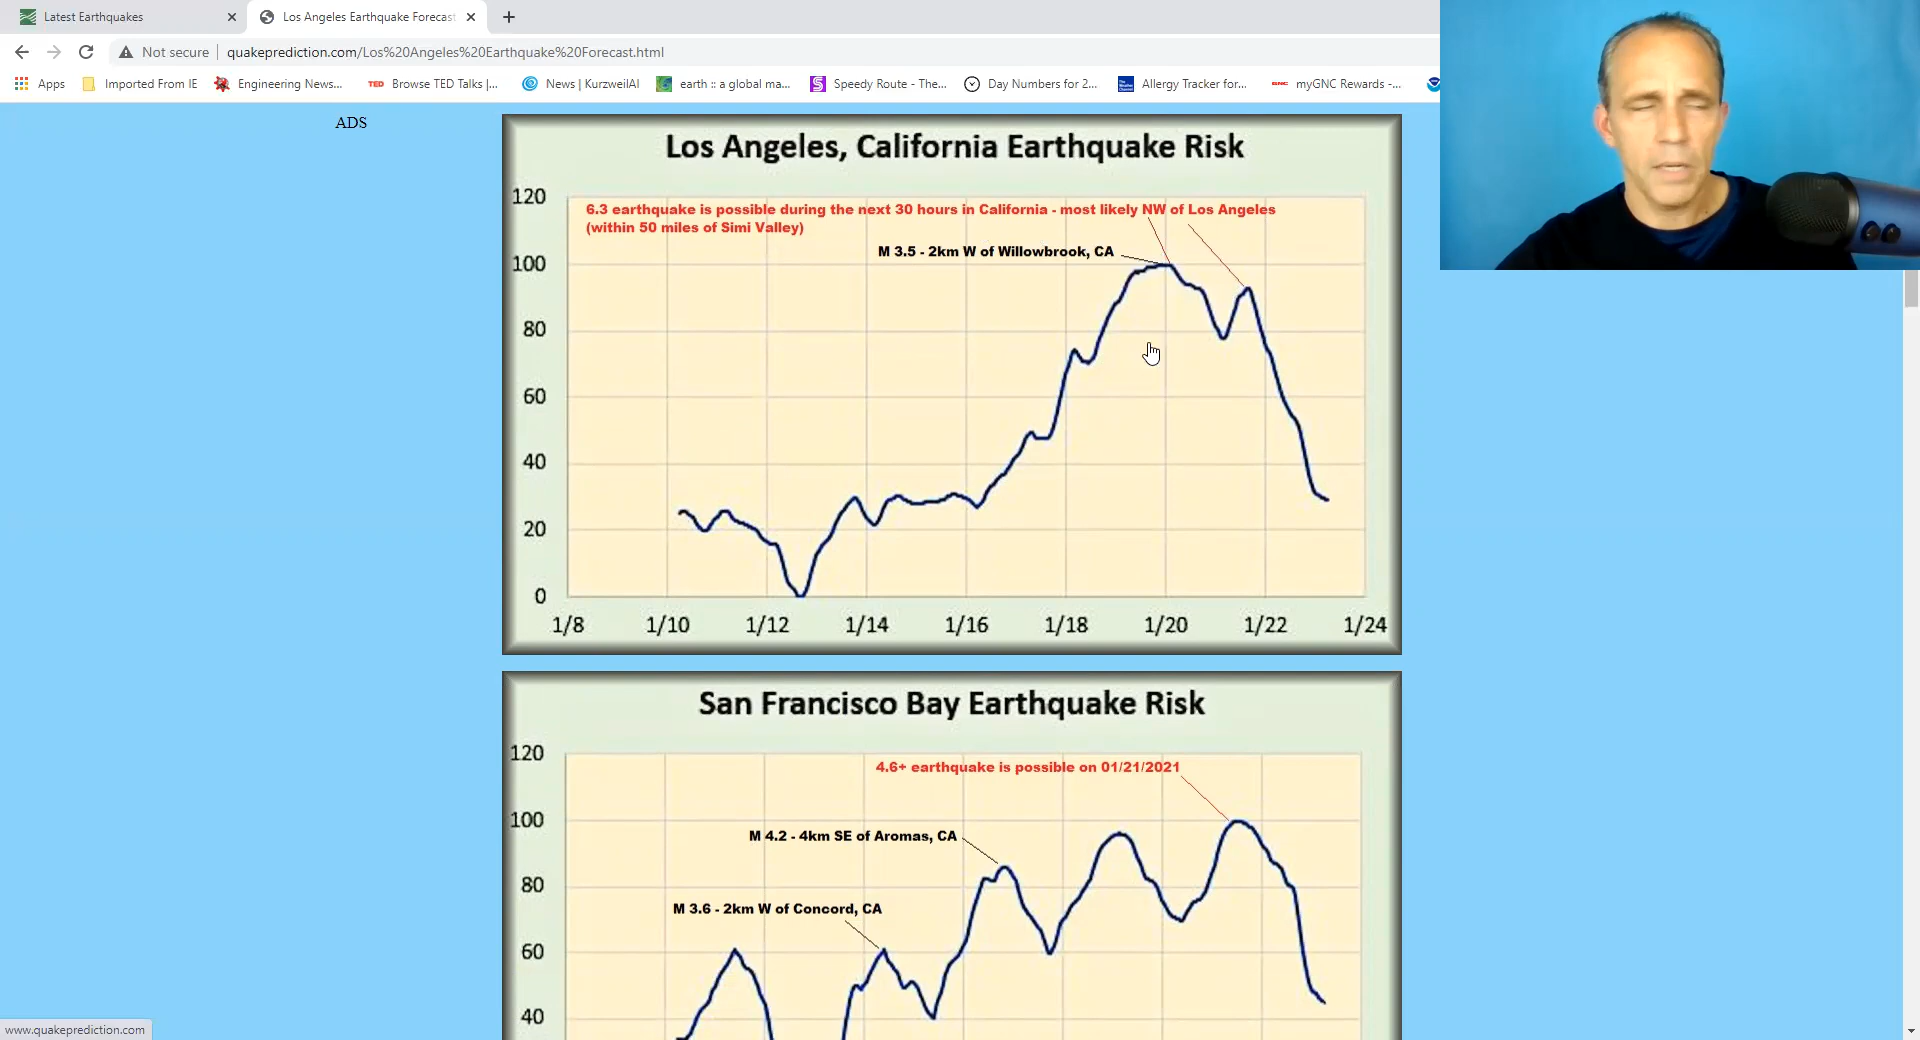 Latest Earthquakes
Los Angeles Earthquake Forecast
Not secure
quakeprediction.com/Los%20Angeles%20Earthquake%20Forecast.html
Apps
Imported From IE
Engineering News...
TED
Browse TED Talks |...
News | KurzweilAI
earth :: a global ma...
Speedy Route - The...
Day Numbers for 2...
Allergy Tracker for...
GNC
myGNC Rewards -...
ADS
Los Angeles, California Earthquake Risk
120
6.3 earthquake is possible during the next 30 hours in California - most likely NW of Los Angeles
(within 50 miles of Simi Valley)
M 3.5 - 2km W of Willowbrook, CA
100
80
60
40
20
0
1/8 1/10 1/12 1/14 1/16 1/18 1/20 1/22 1/24
San Francisco Bay Earthquake Risk
120
4.6+ earthquake is possible on 01/21/2021
100
M 4.2 - 4km SE of Aromas, CA
80
M 3.6 - 2km W of Concord, CA
60
40
www.quakeprediction.com